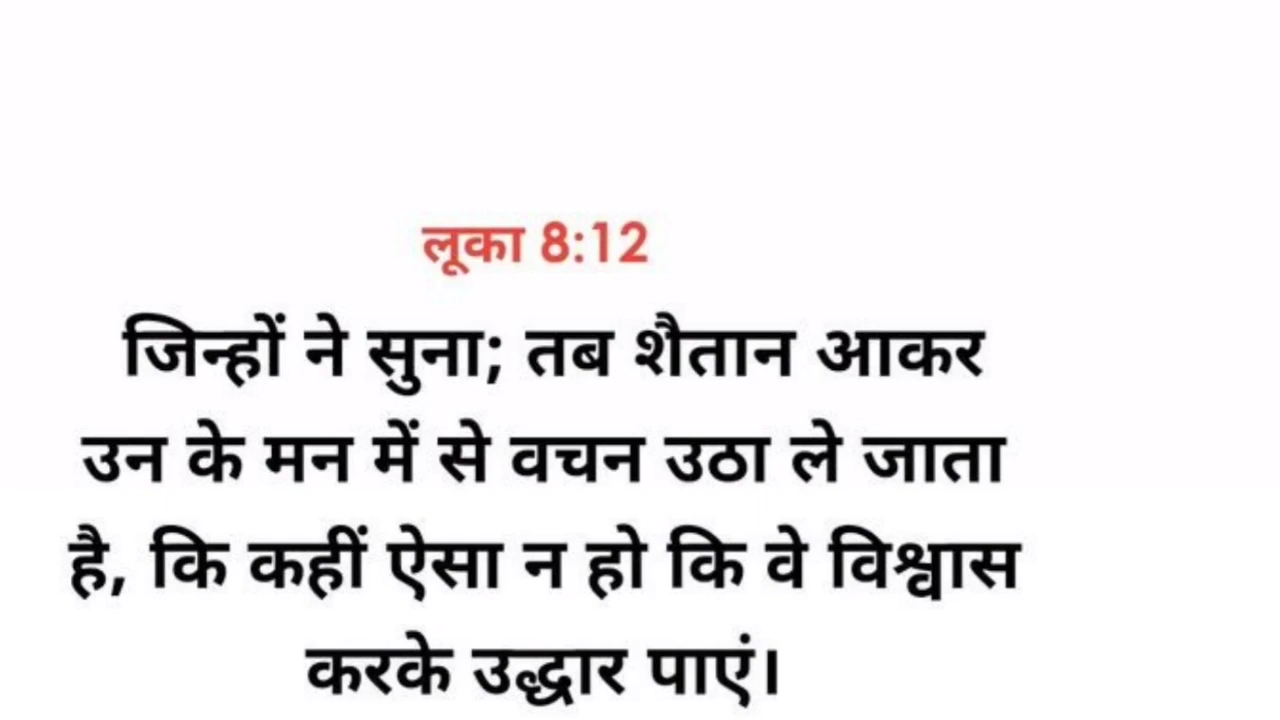 लूका 8:12
जिन्हों ने सुना; तब शैतान आकर
उन के मन में से वचन उठा ले जाता
है, कि कहीं ऐसा न हो कि वे विश्वास
करके उद्धार पाएं।